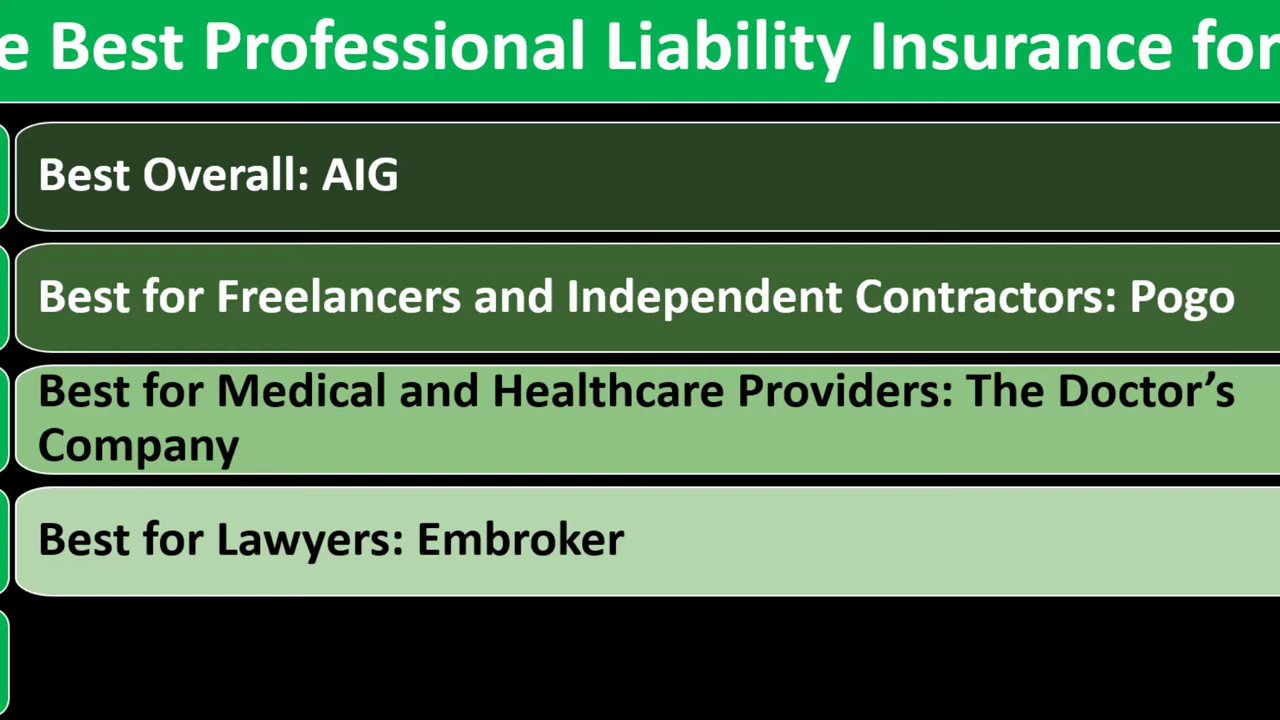 e Best Professional Liability Insurance for
Best Overall: AIG
Best for Freelancers and Independent Contractors: Pogo
Best for Medical and Healthcare Providers: The Doctor’s
Company
Best for Lawyers: Embroker